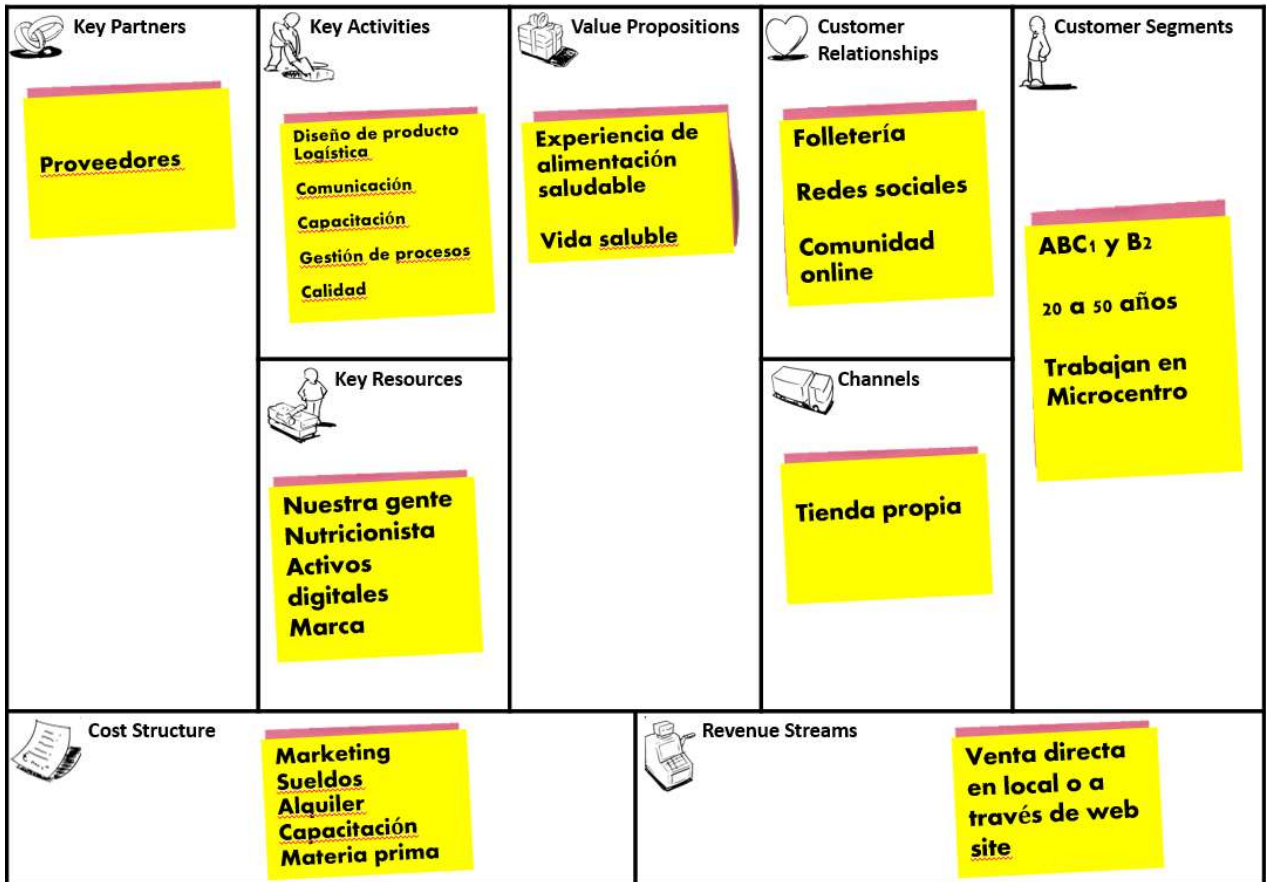 Key Partners
Proveedores
Key Activities
Diseño de producto
Logística
Comunicación
Capacitación
Gestión de procesos
Calidad
Key Resources
Nuestra gente
Nutricionista
Activos
digitales
Marca
Value Propositions
Experiencia de
alimentación
saludable
Vida saluble
Customer
Relationships
Folletería
Redes sociales
Comunidad
online
Channels
Tienda propia
Customer Segments
ABC1 y B2
20 a 50 años
Trabajan en
Microcentro
Cost Structure
Marketing
Sueldos
Alquiler
Capacitación
Materia prima
Revenue Streams
Venta directa
en local o a
través de web
site